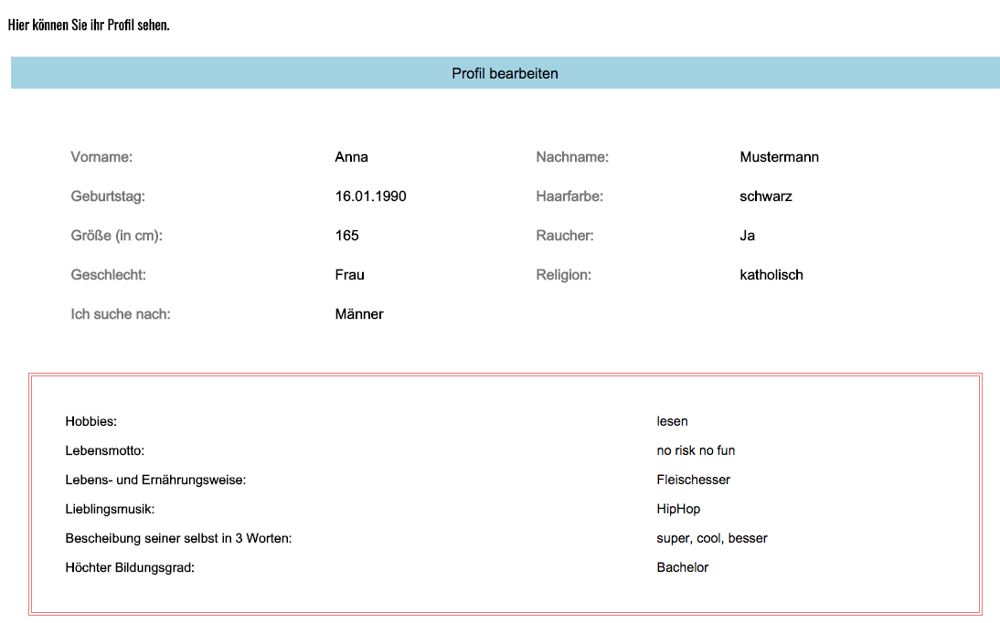 Hier können Sie ihr Profil sehen.
Profil bearbeiten
Vorname: Anna Nachname: Mustermann
Geburtstag: 16.01.1990 Haarfarbe: schwarz
Größe (in cm): 165 Raucher: Ja
Geschlecht: Frau Religion: katholisch
Ich suche nach: Männer
Hobbies: lesen
Lebensmotto: no risk no fun
Lebens- und Ernährungsweise: Fleischesser
Lieblingsmusik: HipHop
Bescheibung seiner selbst in 3 Worten: super, cool, besser
Höchter Bildungsgrad: Bachelor